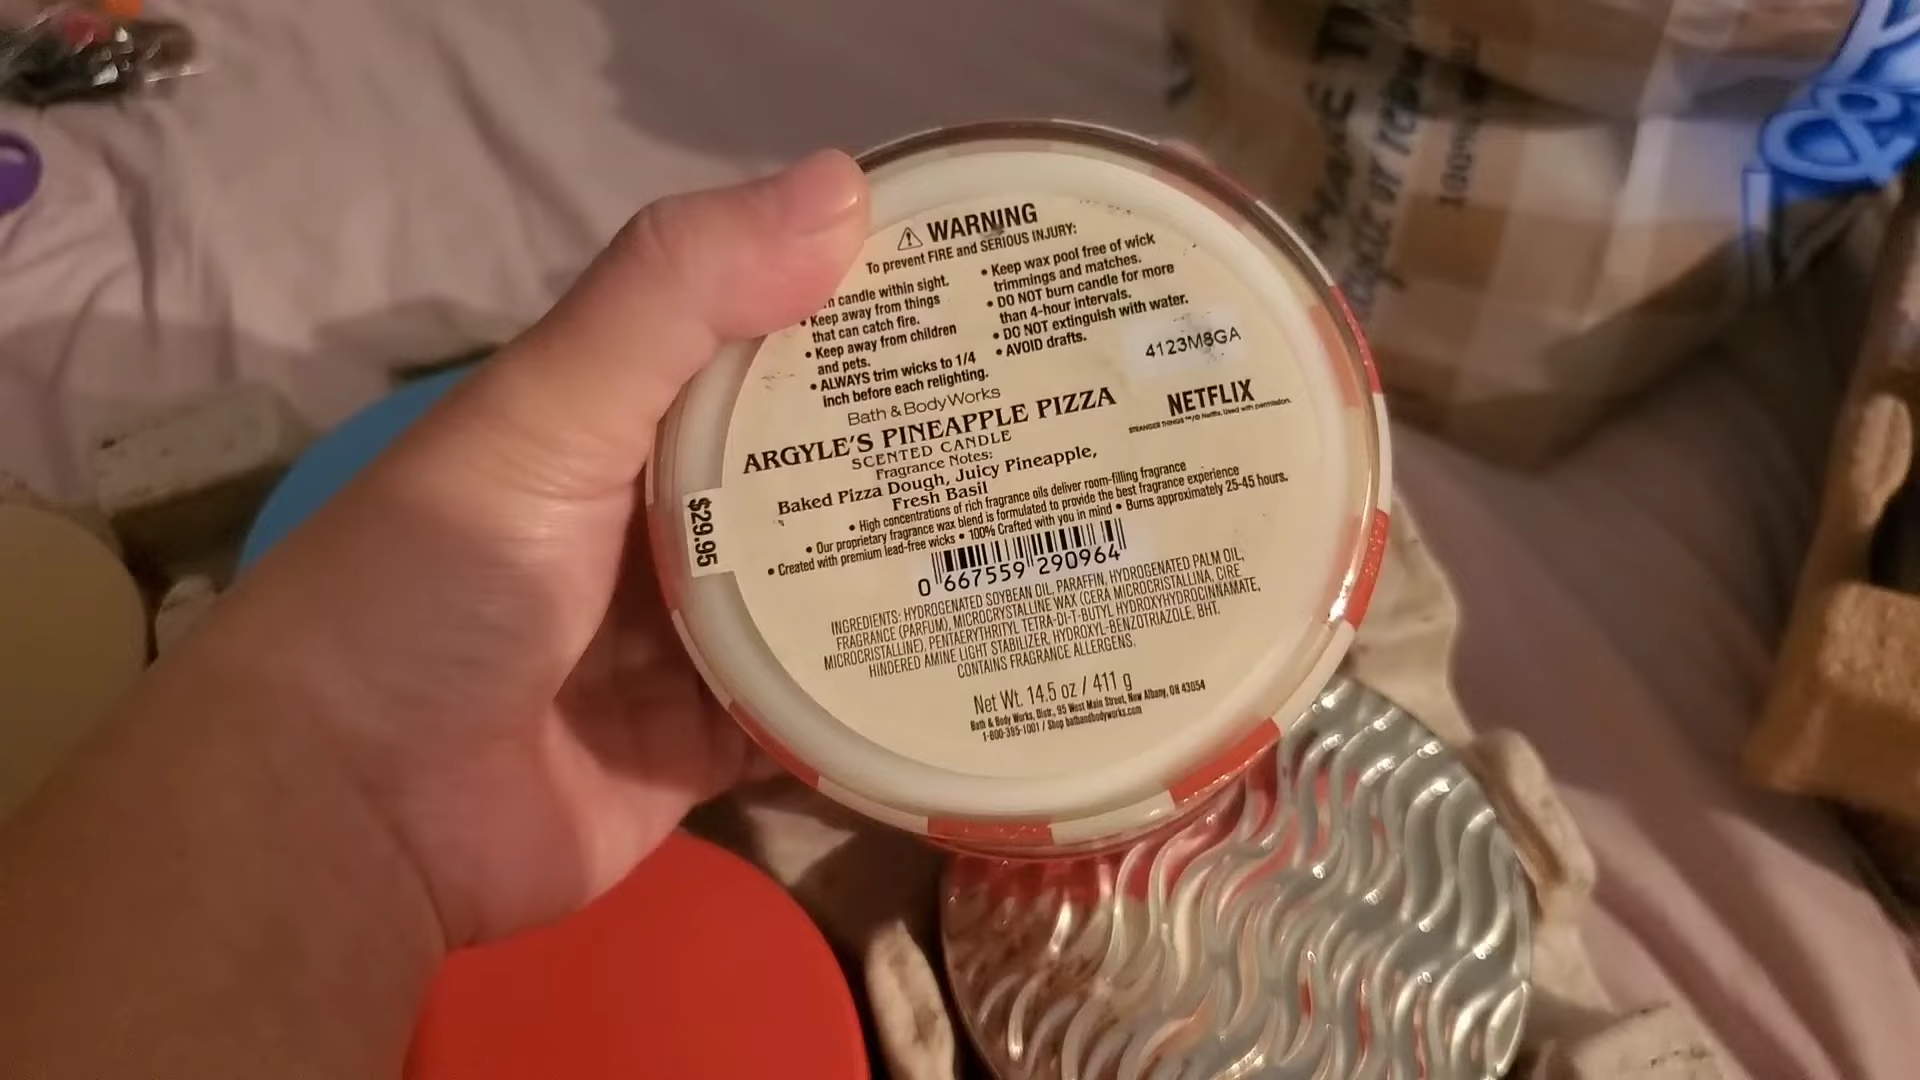 WARNING
To prevent FIRE and SERIOUS INJURY:
candle within sight.
• Keep away from things
that can catch fire.
• Keep away from children
and pets.
• ALWAYS trim wicks to 1/4
inch before each relighting.
• Keep wax pool free of wick
trimmings and matches.
• DO NOT burn candle for more
than 4-hour intervals.
• DO NOT extinguish with water.
• AVOID drafts.
4123M8GA
Bath & Body Works
ARGYLE'S PINEAPPLE PIZZA
SCENTED CANDLE
NETFLIX
STRANGER THINGS ™/© Netflix. Used with permission.
Fragrance Notes:
Baked Pizza Dough, Juicy Pineapple,
Fresh Basil
• High concentrations of rich fragrance oils deliver room-filling fragrance
• Our proprietary fragrance wax blend is formulated to provide the best fragrance experience
• Created with premium lead-free wicks • 100% Crafted with you in mind • Burns approximately 25-45 hours.
$29.95
0 667559 290964
INGREDIENTS: HYDROGENATED SOYBEAN OIL, PARAFFIN, HYDROGENATED PALM OIL,
FRAGRANCE (PARFUM), MICROCRYSTALLINE WAX (CERA MICROCRISTALLINA, CIRE
MICROCRISTALLINE), PENTAERYTHRITYL TETRA-DI-T-BUTYL HYDROXYHYDROCINNAMATE,
HINDERED AMINE LIGHT STABILIZER, HYDROXYL-BENZOTRIAZOLE, BHT.
CONTAINS FRAGRANCE ALLERGENS.
Net Wt. 14.5 oz / 411 g
Bath & Body Works, Distr., 95 West Main Street, New Albany, OH 43054
1-800-395-1001 / Shop bathandbodyworks.com
&